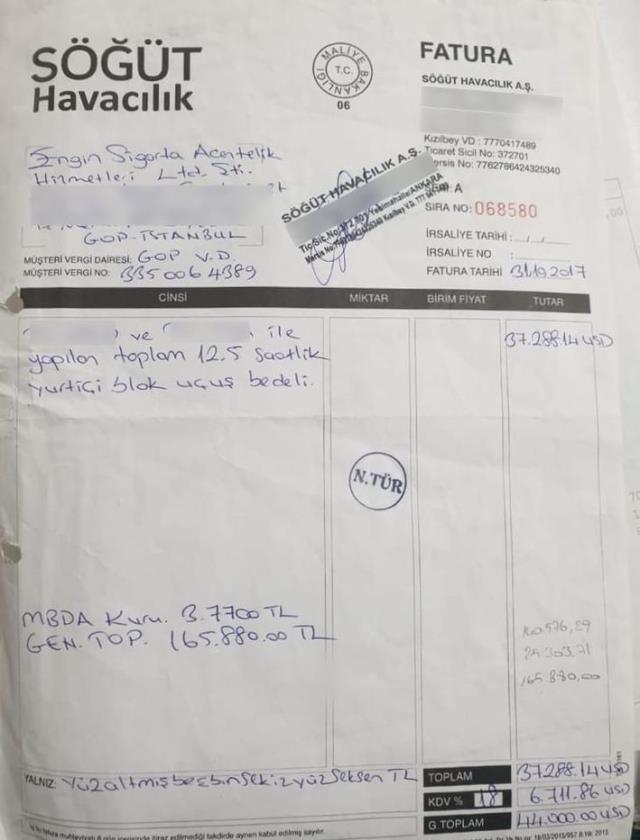 SÖĞÜT
Havacılık
T.C.
MALİYE BAKANLIĞI
06
FATURA
SÖĞÜT HAVACILIK A.Ş.
Kızılbey VD : 7770417489
Ticaret Sicil No: 372701
ersis No: 7762786424325340
A
SIRA NO: 068580
İRSALİYE TARİHİ :
İRSALİYE NO :
FATURA TARİHİ 31.10.2017
Engin Sigorta Acentelik
Hizmetleri Ltd. Şti.
GOP-İSTANBUL
MÜŞTERİ VERGİ DAİRESİ: GOP V.D.
MÜŞTERİ VERGİ NO: 3350064389
SÖĞÜT HAVACILIK A.Ş.
CİNSİ MİKTAR BİRİM FİYAT TUTAR
ve ile 37.288.14 USD
yapılan toplam 12.5 saatlik
yurtiçi blok uçuş bedeli.
N.TÜR
MBDA Kuru. 3.7700 TL
GEN. TOP. 165.880.00 TL
25.303,71
165.880,00
YALNIZ: Yüzaltmışbeşbinsekizyüzseksen TL
TOPLAM 37.288.14 USD
KDV % 18 6.711.86 USD
G.TOPLAM 44.000.00 USD